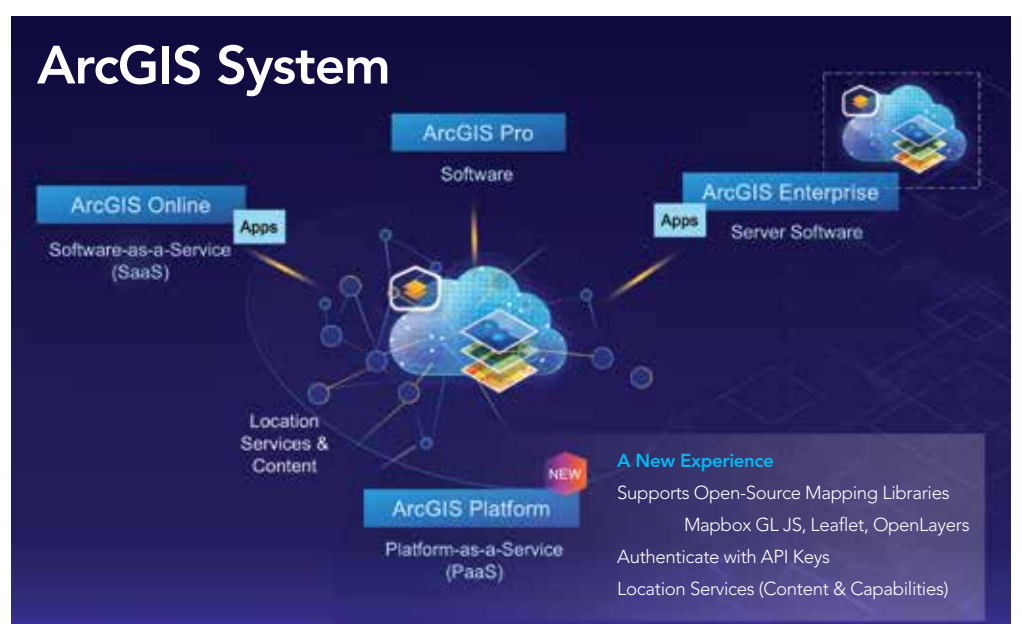 ArcGIS System
ArcGIS Pro
Software
ArcGIS Online
Apps
Software-as-a-Service
(SaaS)
ArcGIS Enterprise
Apps
Server Software
Location
Services &
Content
NEW
ArcGIS Platform
Platform-as-a-Service
(PaaS)
A New Experience
Supports Open-Source Mapping Libraries
Mapbox GL JS, Leaflet, OpenLayers
Authenticate with API Keys
Location Services (Content & Capabilities)